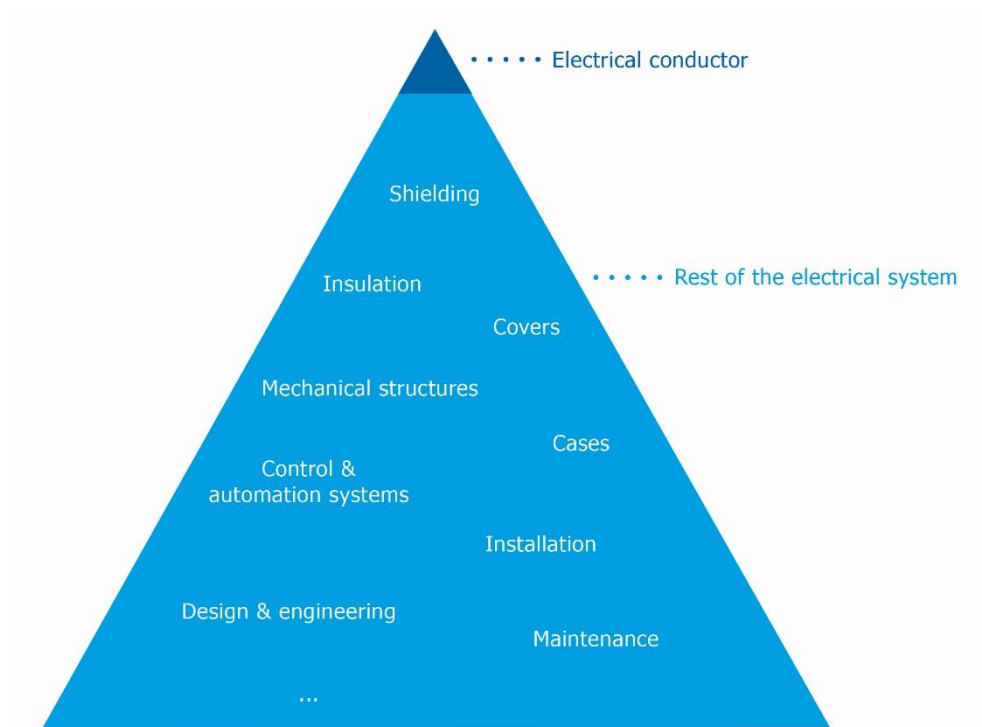 Electrical conductor
Shielding
Rest of the electrical system
Insulation
Covers
Mechanical structures
Cases
Control &
automation systems
Installation
Design & engineering
Maintenance
...